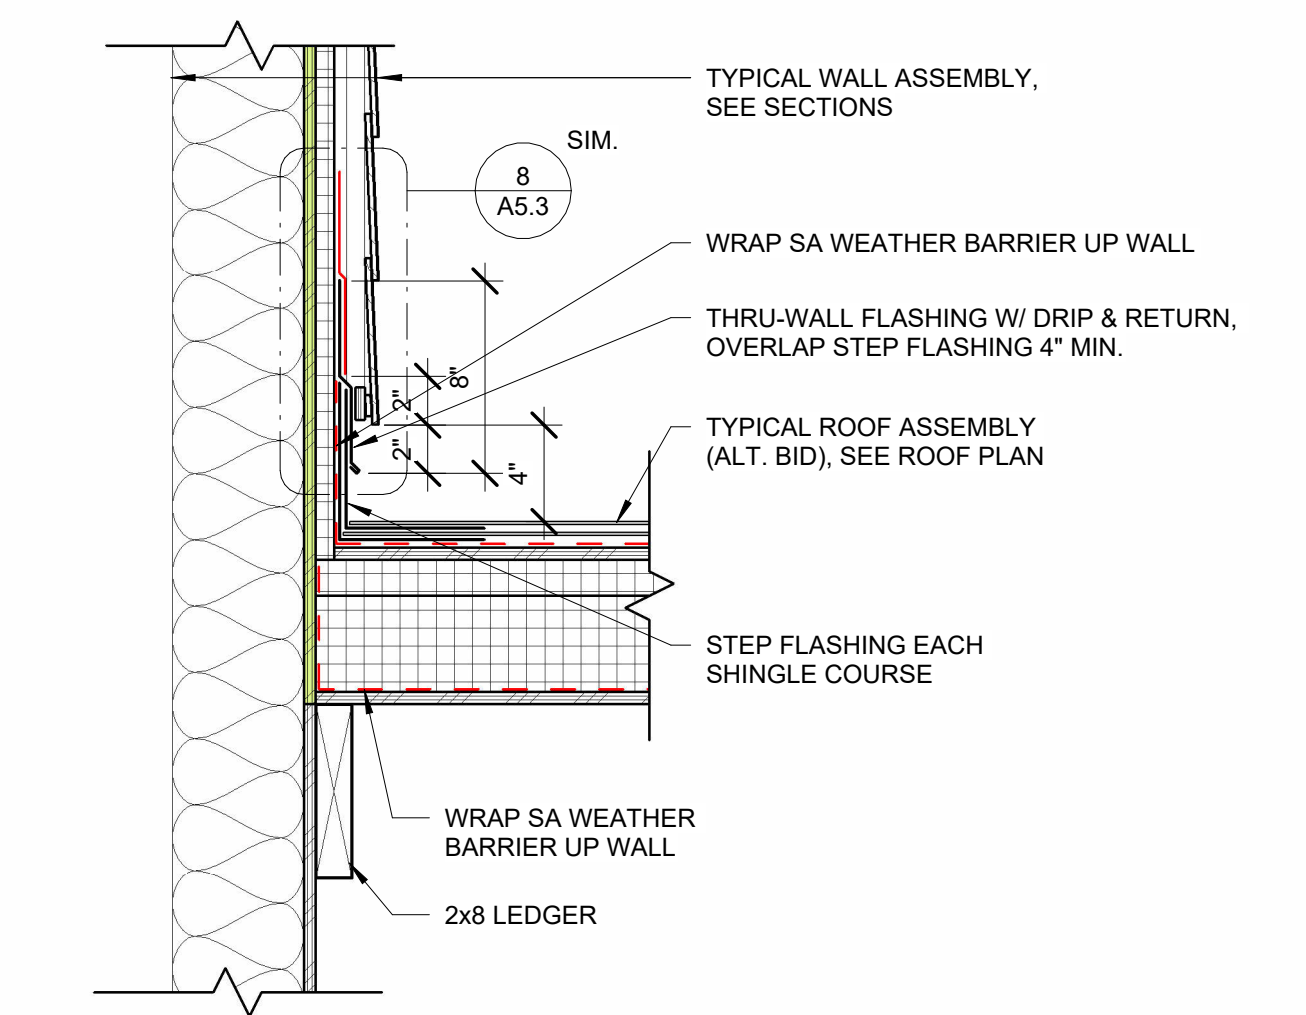 TYPICAL WALL ASSEMBLY,
SEE SECTIONS
SIM.
8
A5.3
WRAP SA WEATHER BARRIER UP WALL
THRU-WALL FLASHING W/ DRIP & RETURN,
OVERLAP STEP FLASHING 4" MIN.
8"
2"
2"
4"
TYPICAL ROOF ASSEMBLY
(ALT. BID), SEE ROOF PLAN
STEP FLASHING EACH
SHINGLE COURSE
WRAP SA WEATHER
BARRIER UP WALL
2x8 LEDGER